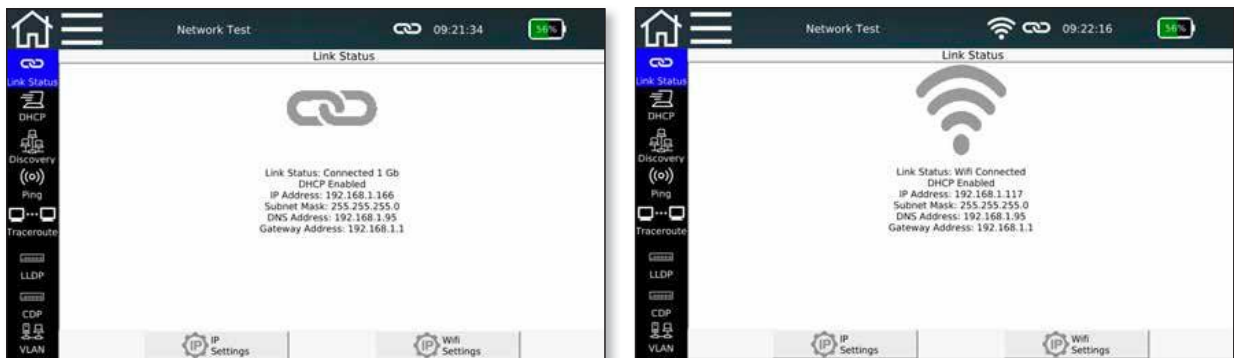 Network Test
09:21:34
56%
Link Status
Link Status
DHCP
Discovery
Ping
Traceroute
LLDP
CDP
VLAN
Link Status: Connected 1 Gb
DHCP Enabled
IP Address: 192.168.1.166
Subnet Mask: 255.255.255.0
DNS Address: 192.168.1.95
Gateway Address: 192.168.1.1
IP
IP
Settings
IP
Wifi
Settings
Network Test
09:22:16
56%
Link Status
Link Status
DHCP
Discovery
Ping
Traceroute
LLDP
CDP
VLAN
Link Status: Wifi Connected
DHCP Enabled
IP Address: 192.168.1.117
Subnet Mask: 255.255.255.0
DNS Address: 192.168.1.95
Gateway Address: 192.168.1.1
IP
IP
Settings
IP
Wifi
Settings